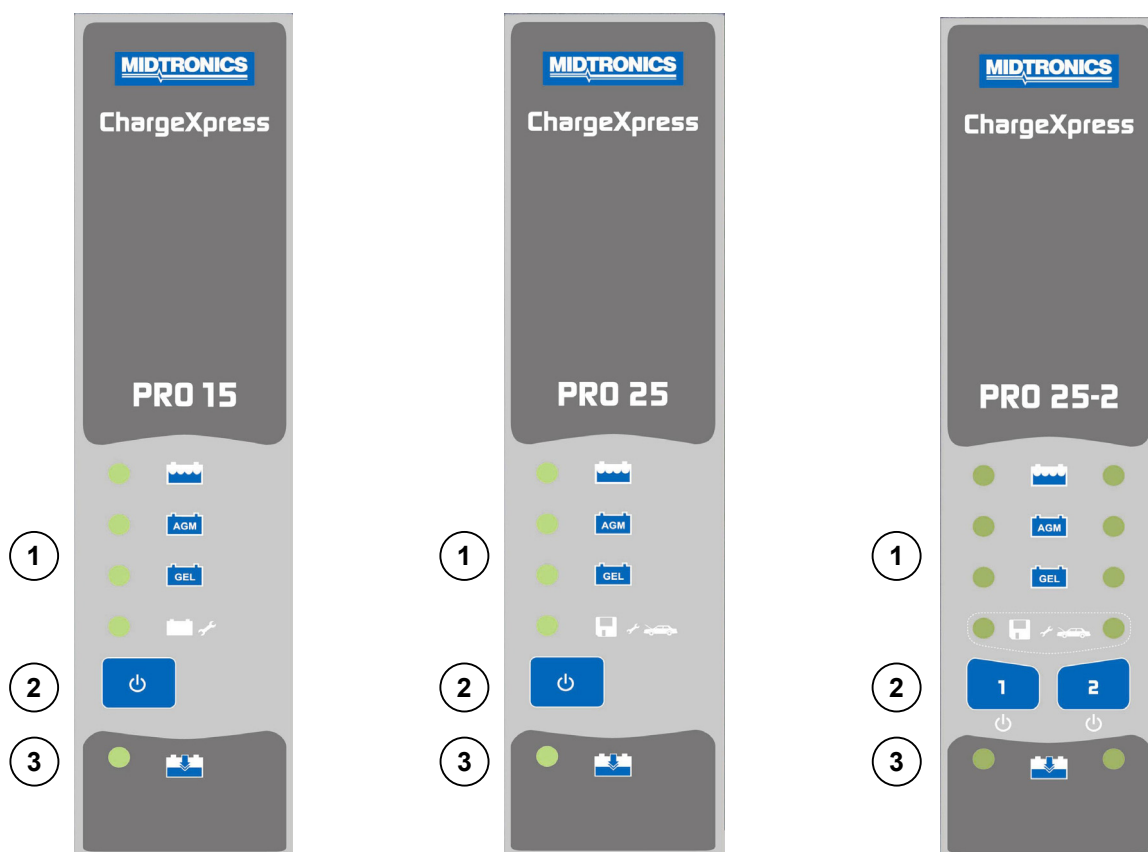 MIDTRONICS
ChargeXpress
PRO 15
AGM
1
GEL
2
3
MIDTRONICS
ChargeXpress
PRO 25
AGM
1
GEL
2
3
MIDTRONICS
ChargeXpress
PRO 25-2
AGM
1
GEL
2
1 2
3